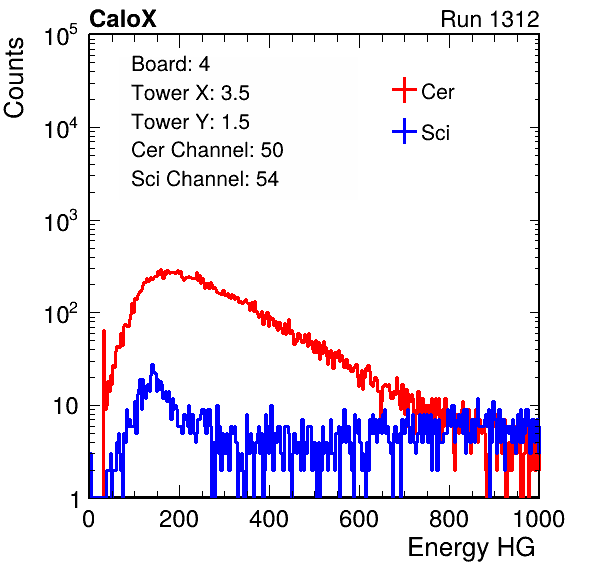 CaloX Run 1312
10^5
Counts
Board: 4
Tower X: 3.5
Tower Y: 1.5
Cer Channel: 50
Sci Channel: 54
Cer
Sci
10^4
10^3
10^2
10
1
0 200 400 600 800 1000
Energy HG